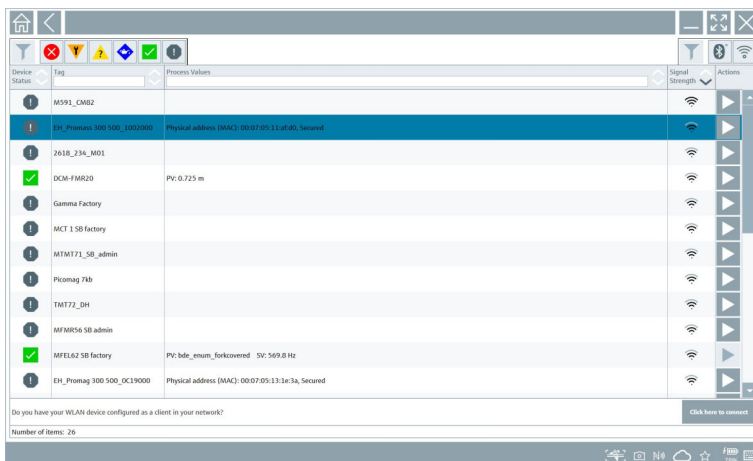 Device Status
Tag
Process Values
Signal Strength
Actions
M591_CM82
EH_Promass 300 500_1002000 Physical address (MAC): 00:07:05:11:af:d0, Secured
2618_234_M01
DCM-FMR20 PV: 0.725 m
Gamma Factory
MCT 1 SB factory
MTMT71_SB_admin
Picomag 7kb
TMT72_DH
MFMR56 SB admin
MFEL62 SB factory PV: bde_enum_forkcovered SV: 569.8 Hz
EH_Promag 300 500_0C19000 Physical address (MAC): 00:07:05:13:1e:3a, Secured
Do you have your WLAN device configured as a client in your network? Click here to connect
Number of items: 26